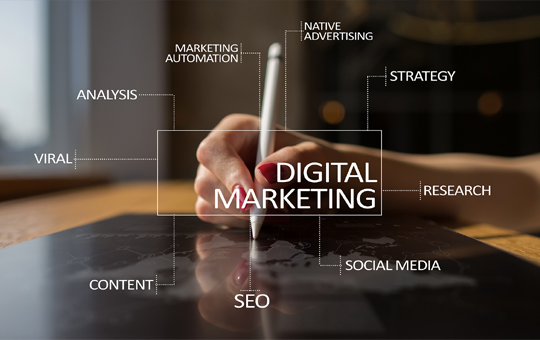 NATIVE
ADVERTISING
MARKETING
AUTOMATION
STRATEGY
ANALYSIS
VIRAL
DIGITAL
MARKETING
RESEARCH
SOCIAL MEDIA
CONTENT
SEO